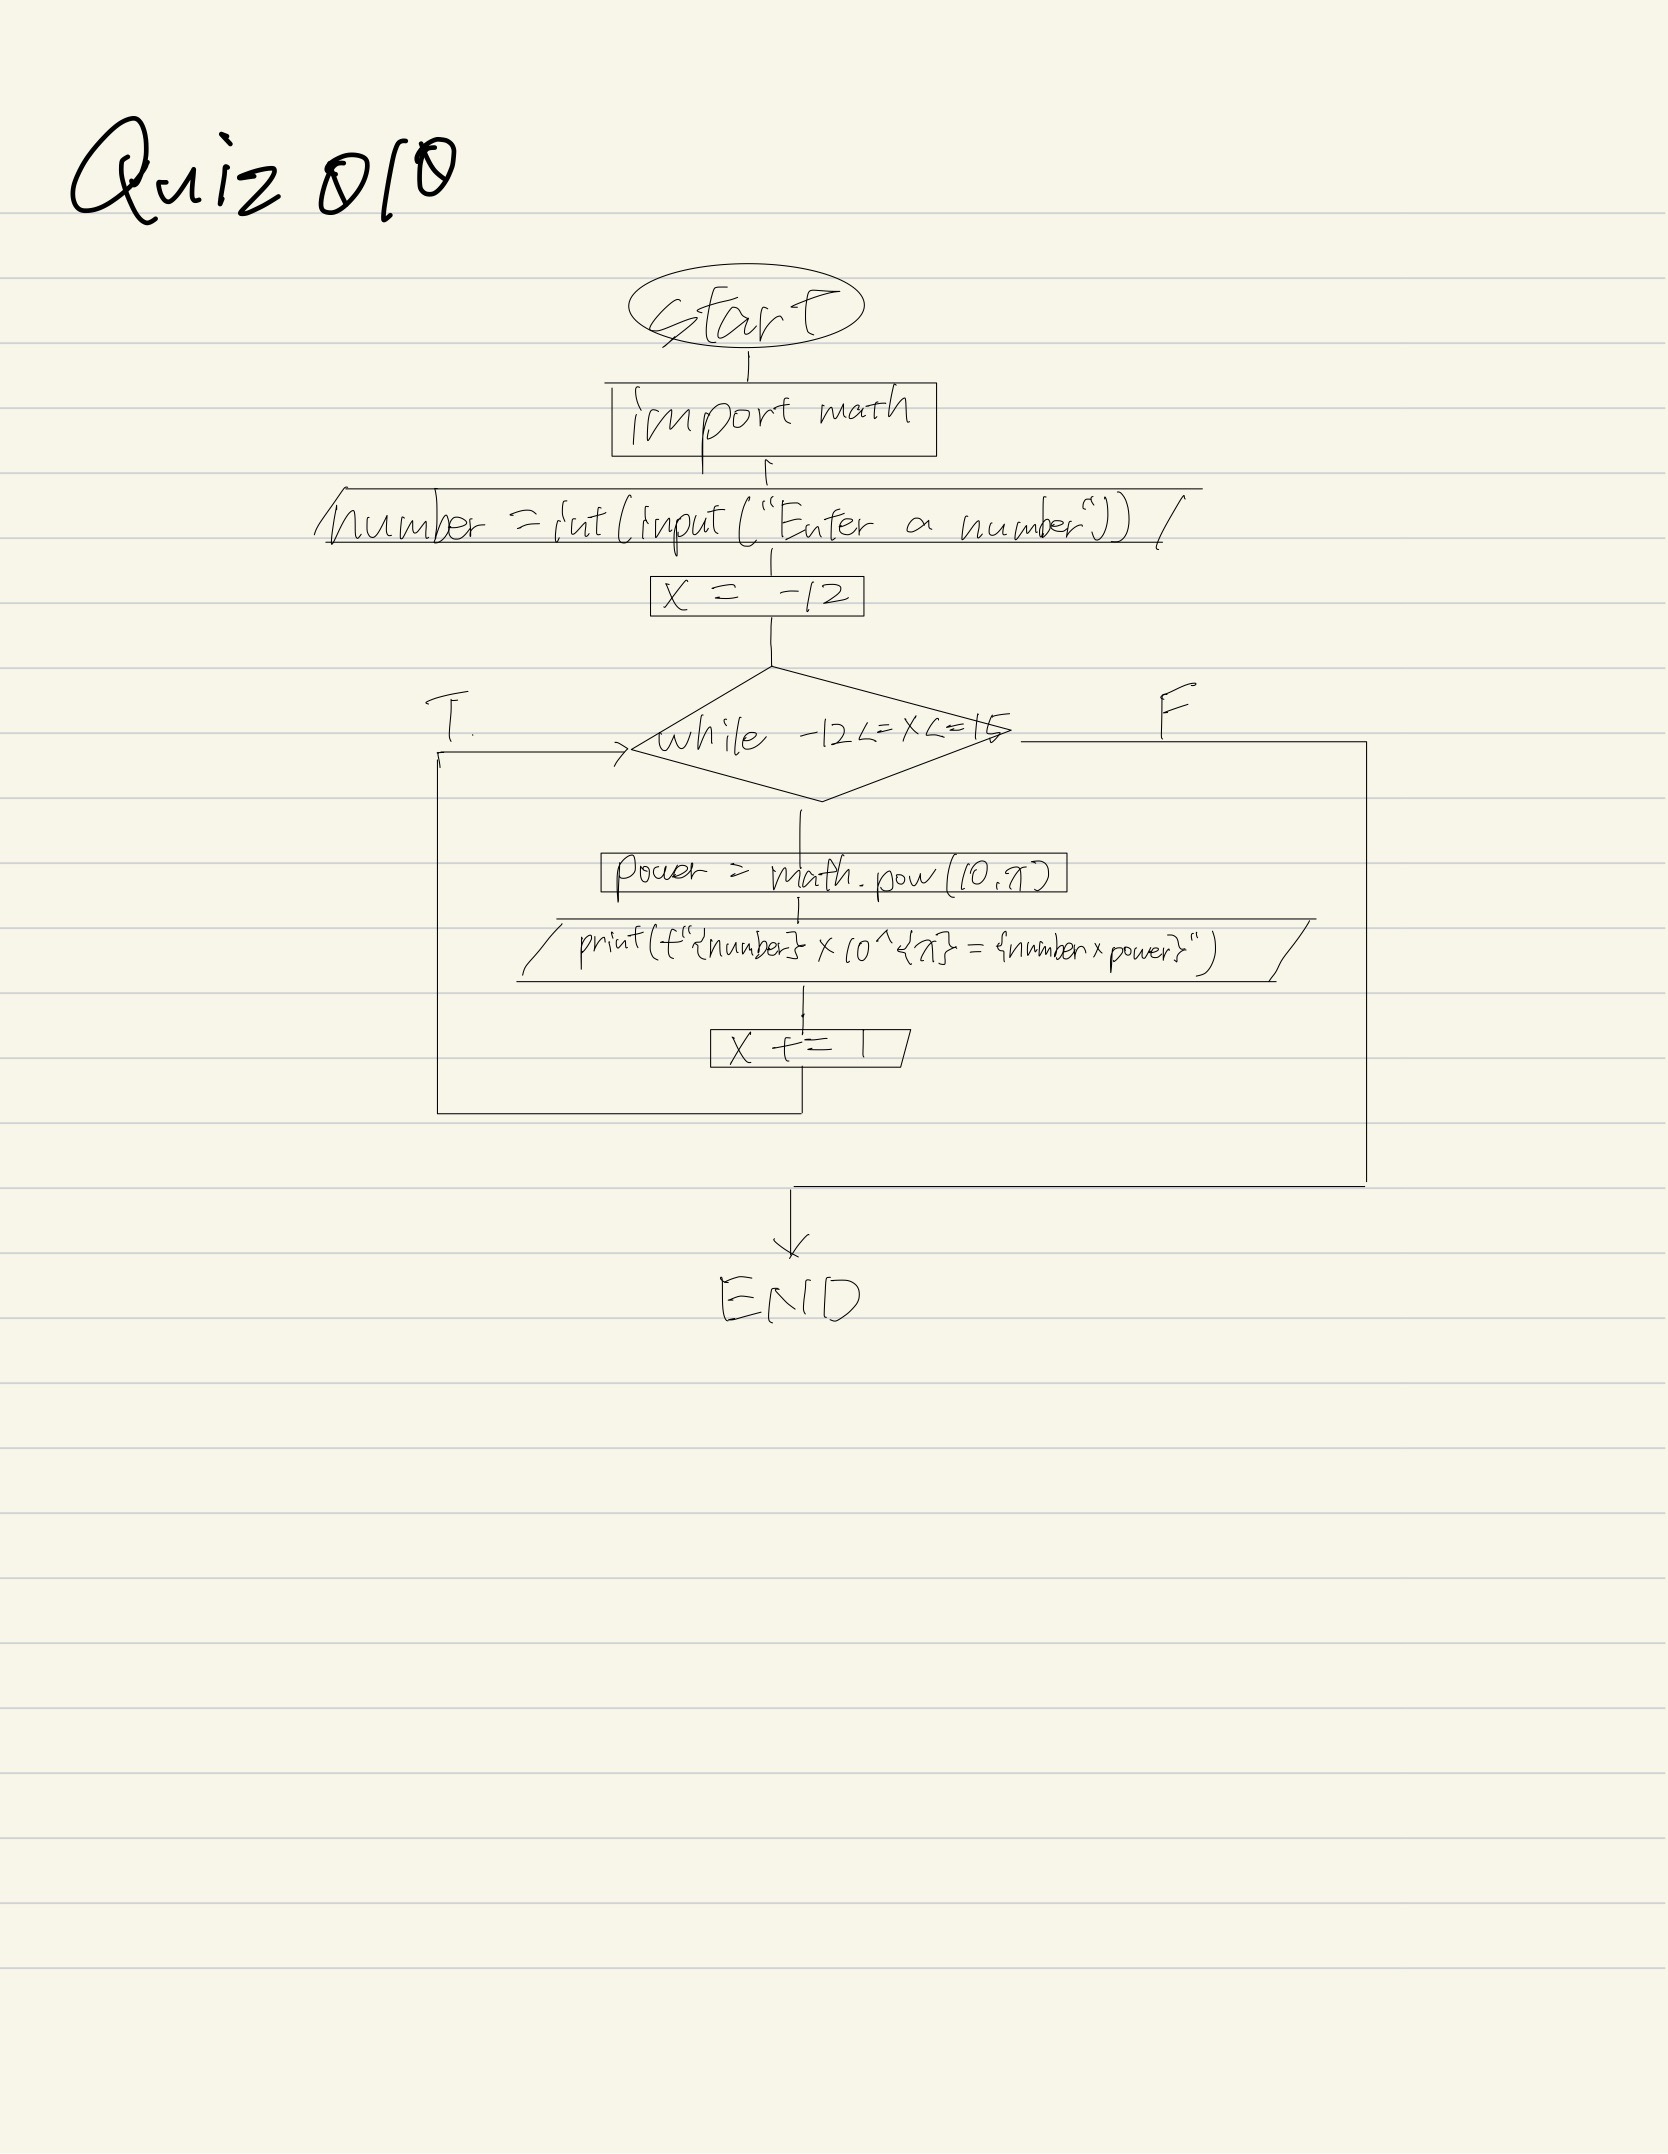 Quiz 010
start
import math
number = int(input("Enter a number"))
x = -12
T.
F
while -12<=x<=15
power = math.pow(10,x)
print(f"{number} x 10^{x} = {number x power}")
x += 1
END